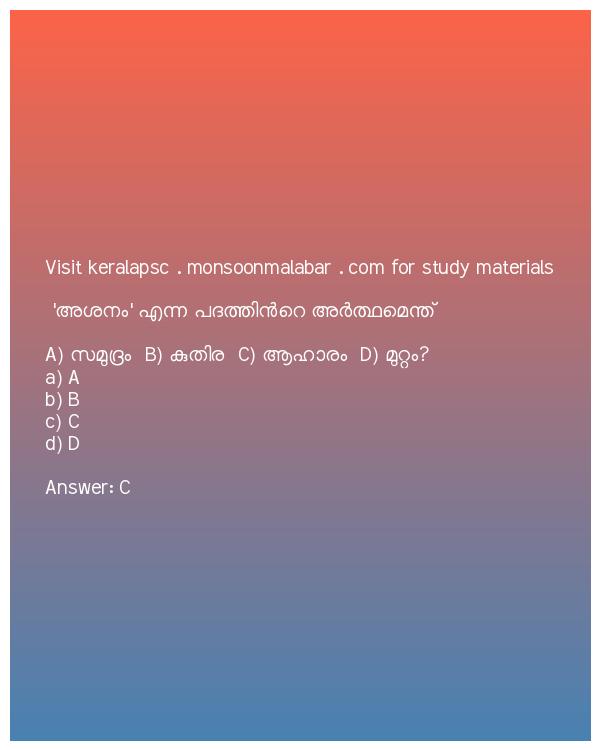 Visit keralapsc . monsoonmalabar . com for study materials
'അശനം' എന്ന പദത്തിൻറെ അർത്ഥമെന്ത്
A) സമുദ്രം B) കുതിര C) ആഹാരം D) മുറ്റം?
a) A
b) B
c) C
d) D
Answer: C